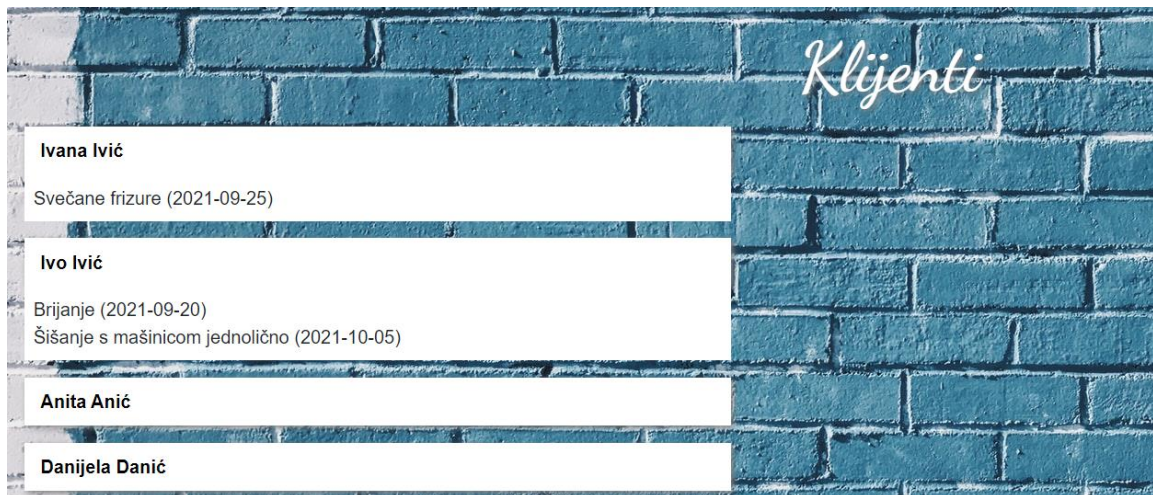 Klijenti
Ivana Ivić
Svečane frizure (2021-09-25)
Ivo Ivić
Brijanje (2021-09-20)
Šišanje s mašinicom jednolično (2021-10-05)
Anita Anić
Danijela Danić